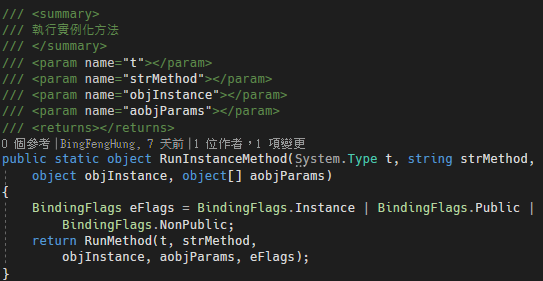 /// <summary>
/// 執行實例化方法
/// </summary>
/// <param name="t"></param>
/// <param name="strMethod"></param>
/// <param name="objInstance"></param>
/// <param name="aobjParams"></param>
/// <returns></returns>
0 個參考 | BingFengHung, 7 天前 | 1 位作者，1 項變更
public static object RunInstanceMethod(System.Type t, string strMethod,
object objInstance, object[] aobjParams)
{
BindingFlags eFlags = BindingFlags.Instance | BindingFlags.Public |
BindingFlags.NonPublic;
return RunMethod(t, strMethod,
objInstance, aobjParams, eFlags);
}